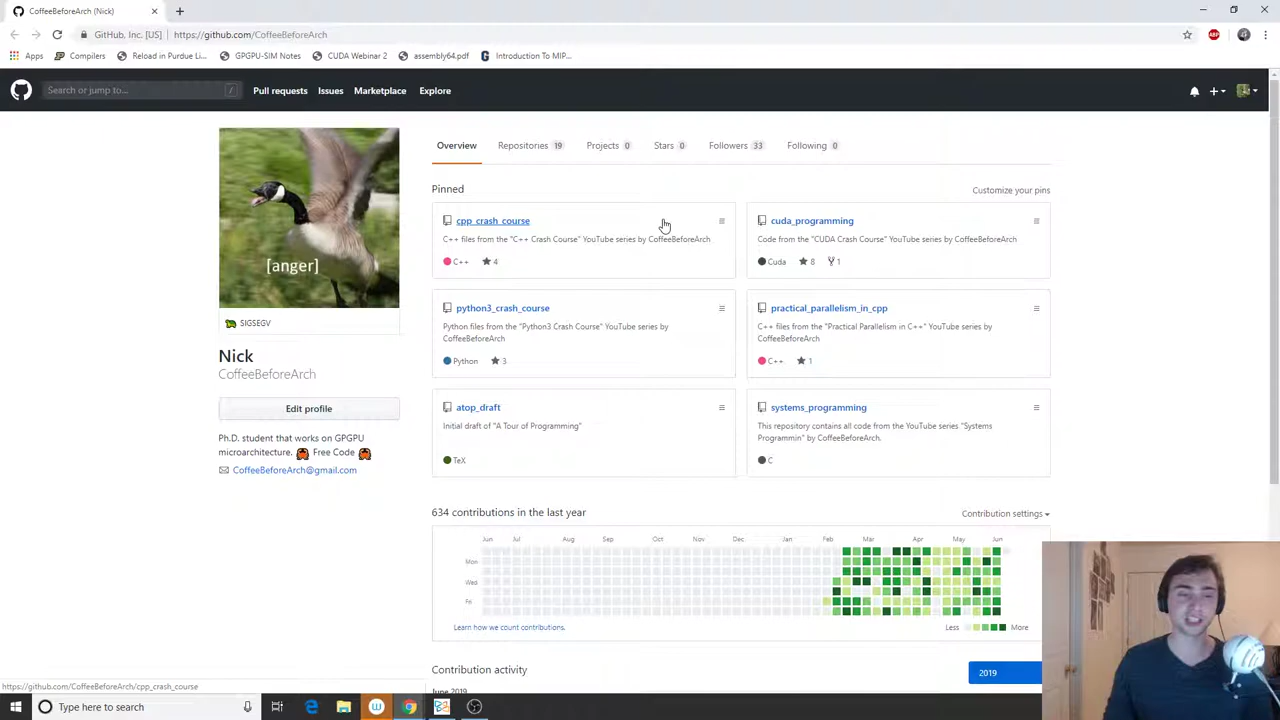 CoffeeBeforeArch (Nick)
GitHub, Inc. [US] | https://github.com/CoffeeBeforeArch
ABP
Apps Compilers Reload in Purdue Li... GPGPU-SIM Notes CUDA Webinar 2 assembly64.pdf Introduction To MIP...
Search or jump to... / Pull requests Issues Marketplace Explore
Overview Repositories 19 Projects 0 Stars 0 Followers 33 Following 0
[anger]
SIGSEGV
Nick
CoffeeBeforeArch
Edit profile
Ph.D. student that works on GPGPU
microarchitecture. Free Code
CoffeeBeforeArch@gmail.com
Pinned Customize your pins
cpp_crash_course
C++ files from the "C++ Crash Course" YouTube series by CoffeeBeforeArch
C++ 4
cuda_programming
Code from the "CUDA Crash Course" YouTube series by CoffeeBeforeArch
Cuda 8 1
python3_crash_course
Python files from the "Python3 Crash Course" YouTube series by
CoffeeBeforeArch
Python 3
practical_parallelism_in_cpp
C++ files from the "Practical Parallelism in C++" YouTube series by
CoffeeBeforeArch
C++ 1
atop_draft
Initial draft of "A Tour of Programming"
TeX
systems_programming
This repository contains all code from the YouTube series "Systems
Programmin" by CoffeeBeforeArch.
C
634 contributions in the last year Contribution settings
Jun Jul Aug Sep Oct Nov Dec Jan Feb Mar Apr May Jun
Mon
Wed
Fri
Learn how we count contributions. Less More
Contribution activity 2019
June 2019
https://github.com/CoffeeBeforeArch/cpp_crash_course
Type here to search